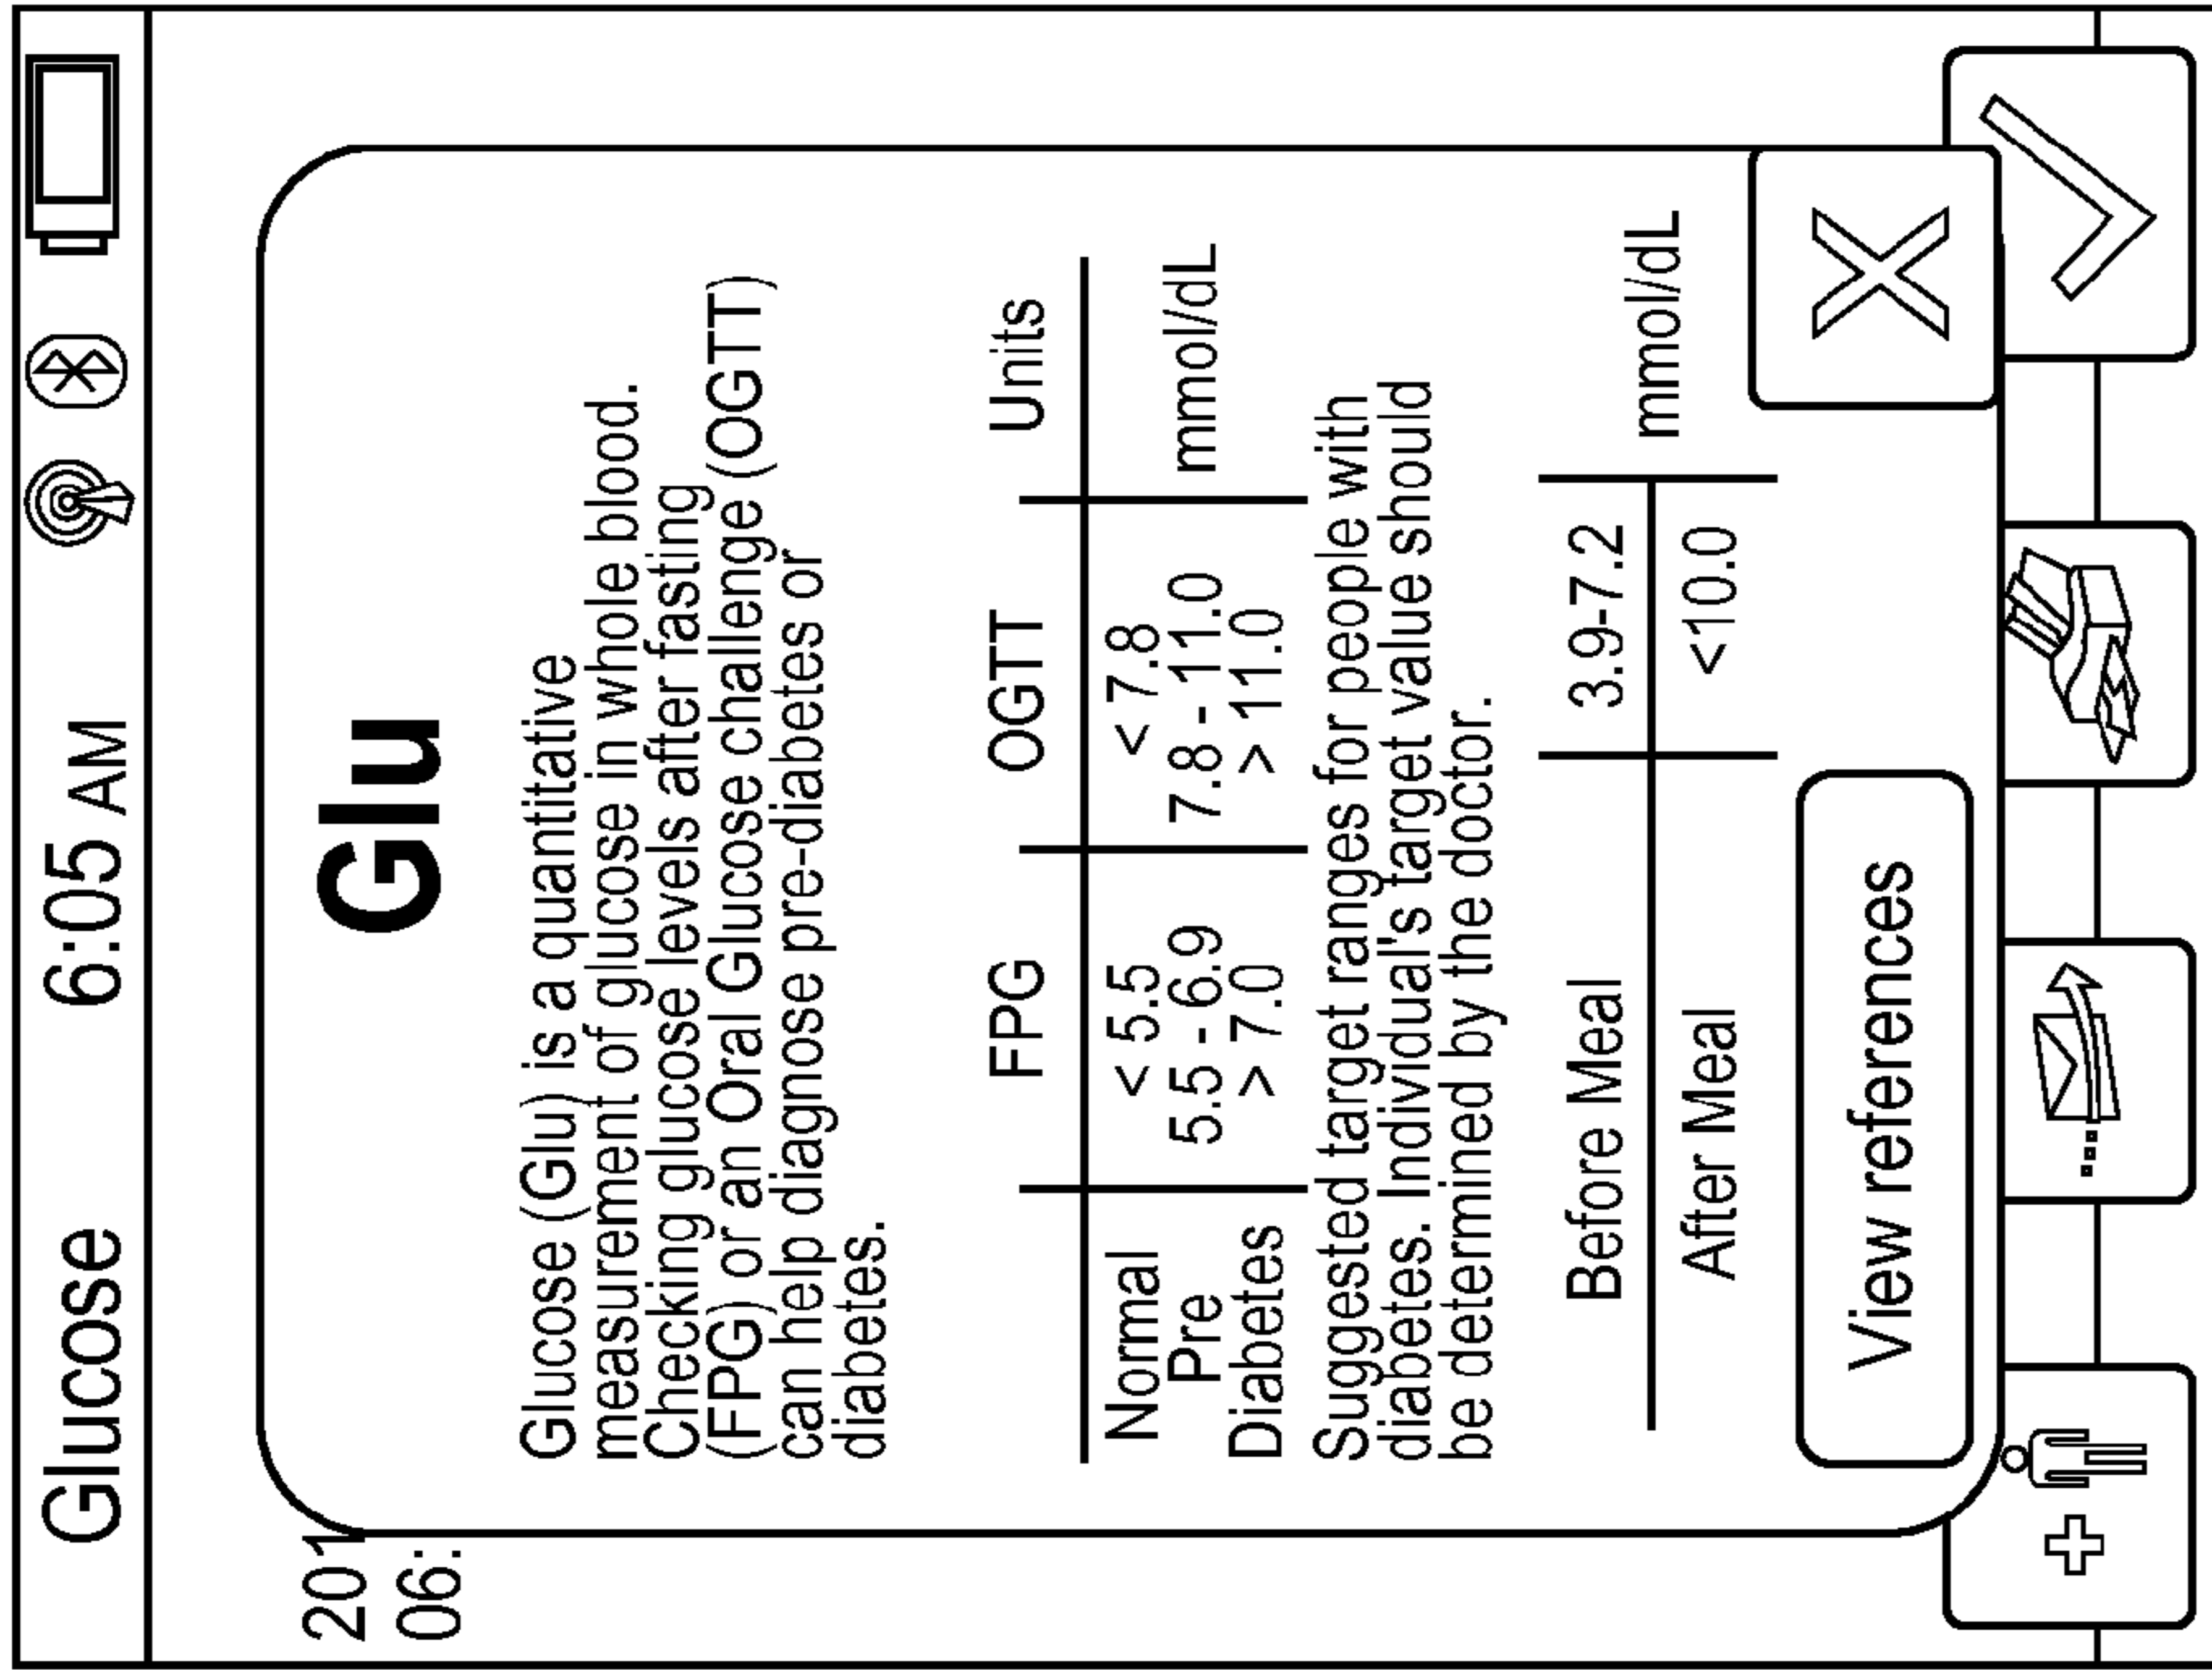 Glucose 6:05 AM
201
06:
Glu
Glucose (Glu) is a quantitative
measurement of glucose in whole blood.
Checking glucose levels after fasting
(FPG) or an Oral Glucose challenge (OGTT)
can help diagnose pre-diabetes or
diabetes.
FPG OGTT Units
Normal < 5.5 < 7.8
Pre 5.5 - 6.9 7.8 - 11.0 mmol/dL
Diabetes > 7.0 > 11.0
Suggested target ranges for people with
diabetes. Individual's target value should
be determined by the doctor.
Before Meal 3.9-7.2
mmol/dL
After Meal <10.0
View references
X